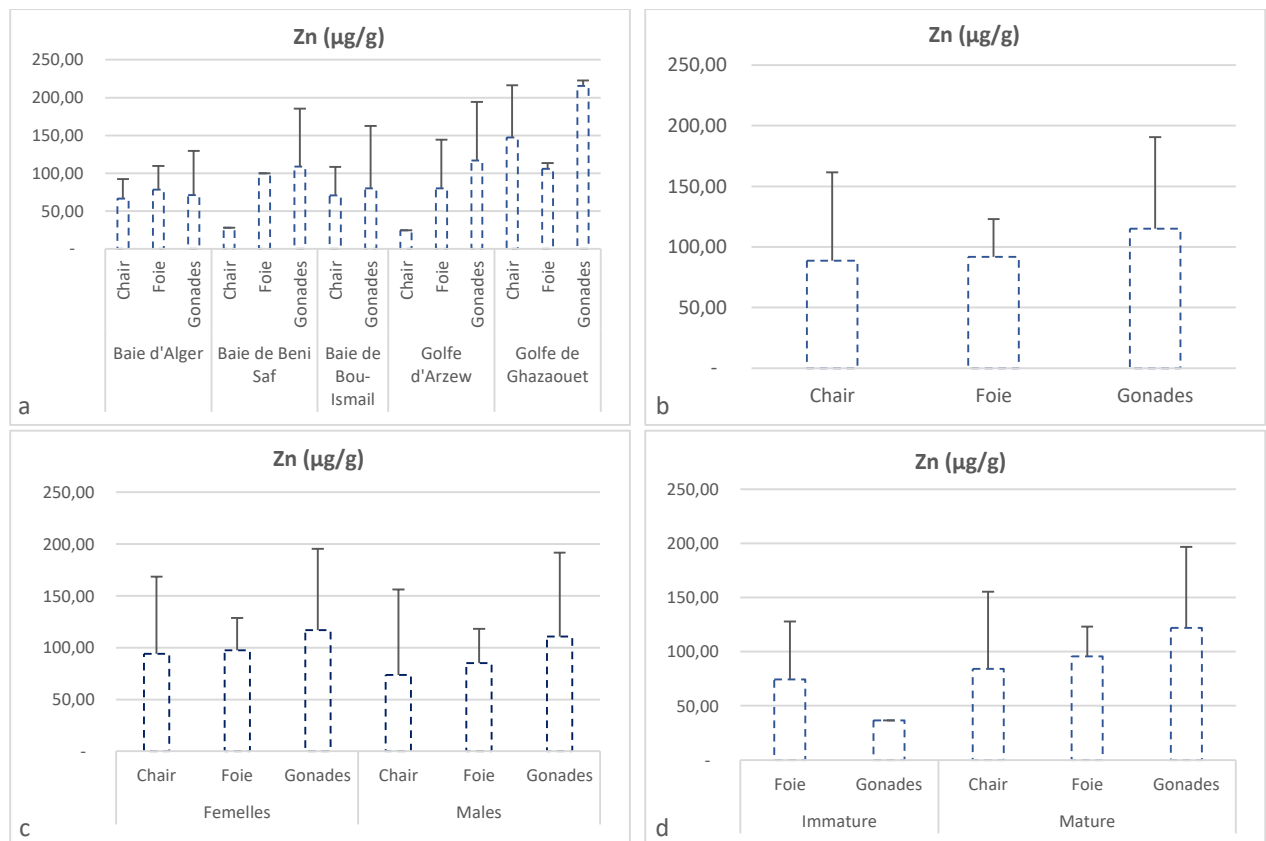 Zn (µg/g)
250,00
200,00
150,00
100,00
50,00
-
Chair
Foie
Gonades
Chair
Foie
Gonades
Chair
Gonades
Chair
Foie
Gonades
Chair
Foie
Gonades
Baie d'Alger
Baie de Beni
Saf
Baie de
Bou-
Ismail
Golfe
d'Arzew
Golfe de
Ghazaouet
a
Zn (µg/g)
250,00
200,00
150,00
100,00
50,00
-
Chair
Foie
Gonades
b
Zn (µg/g)
250,00
200,00
150,00
100,00
50,00
-
Chair
Foie
Gonades
Chair
Foie
Gonades
Femelles
Males
c
Zn (µg/g)
250,00
200,00
150,00
100,00
50,00
-
Foie
Gonades
Chair
Foie
Gonades
Immature
Mature
d